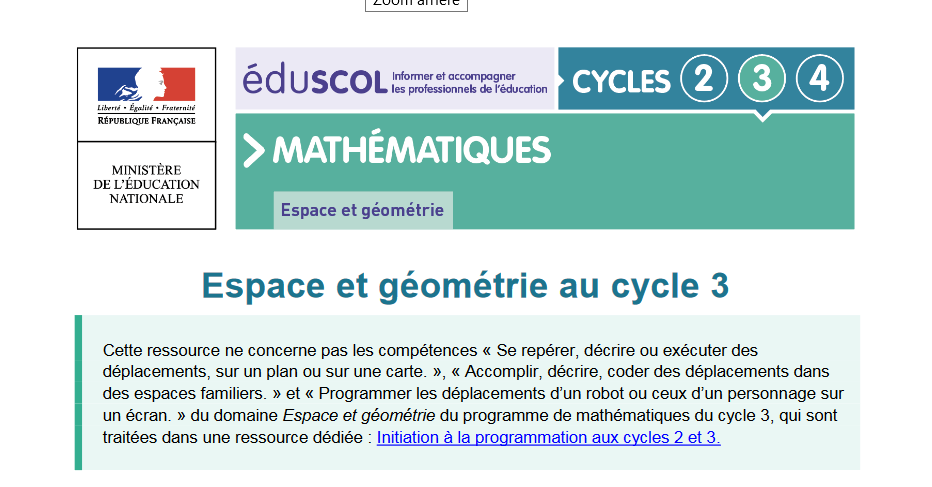 Zoom arrière
Liberté • Égalité • Fraternité
RÉPUBLIQUE FRANÇAISE
MINISTÈRE
DE L'ÉDUCATION
NATIONALE
éduSCOL Informer et accompagner
les professionnels de l'éducation
CYCLES 2 3 4
MATHÉMATIQUES
Espace et géométrie
Espace et géométrie au cycle 3
Cette ressource ne concerne pas les compétences « Se repérer, décrire ou exécuter des
déplacements, sur un plan ou sur une carte. », « Accomplir, décrire, coder des déplacements dans
des espaces familiers. » et « Programmer les déplacements d'un robot ou ceux d'un personnage sur
un écran. » du domaine Espace et géométrie du programme de mathématiques du cycle 3, qui sont
traitées dans une ressource dédiée : Initiation à la programmation aux cycles 2 et 3.